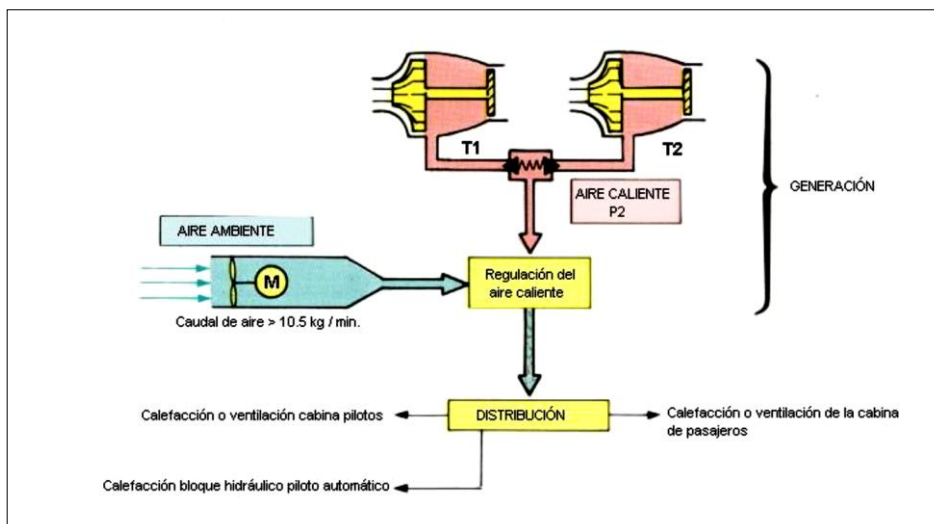 T1
T2
AIRE CALIENTE
P2
GENERACIÓN
AIRE AMBIENTE
M
Regulación del
aire caliente
Caudal de aire > 10.5 kg / min.
Calefacción o ventilación cabina pilotos
DISTRIBUCIÓN
Calefacción o ventilación de la cabina
de pasajeros
Calefacción bloque hidráulico piloto automático